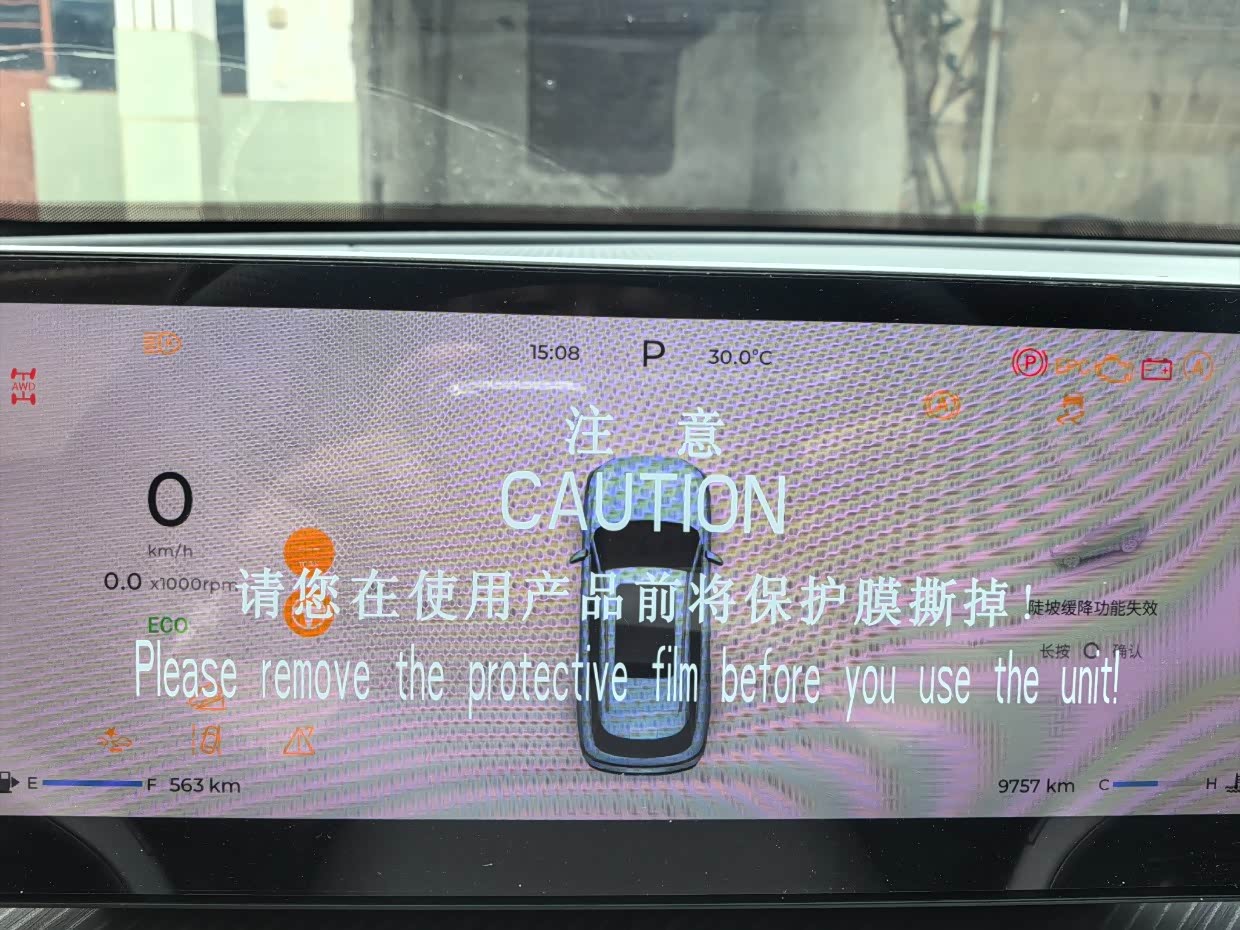 15:08 P 30.0°C
AWD
P EPC A
A
注 意
CAUTION
0
km/h
0.0 x1000rpm
请您在使用产品前将保护膜撕掉!
陡坡缓降功能失效
ECO
长按 确认
Please remove the protective film before you use the unit!
E F 563 km
9757 km C H